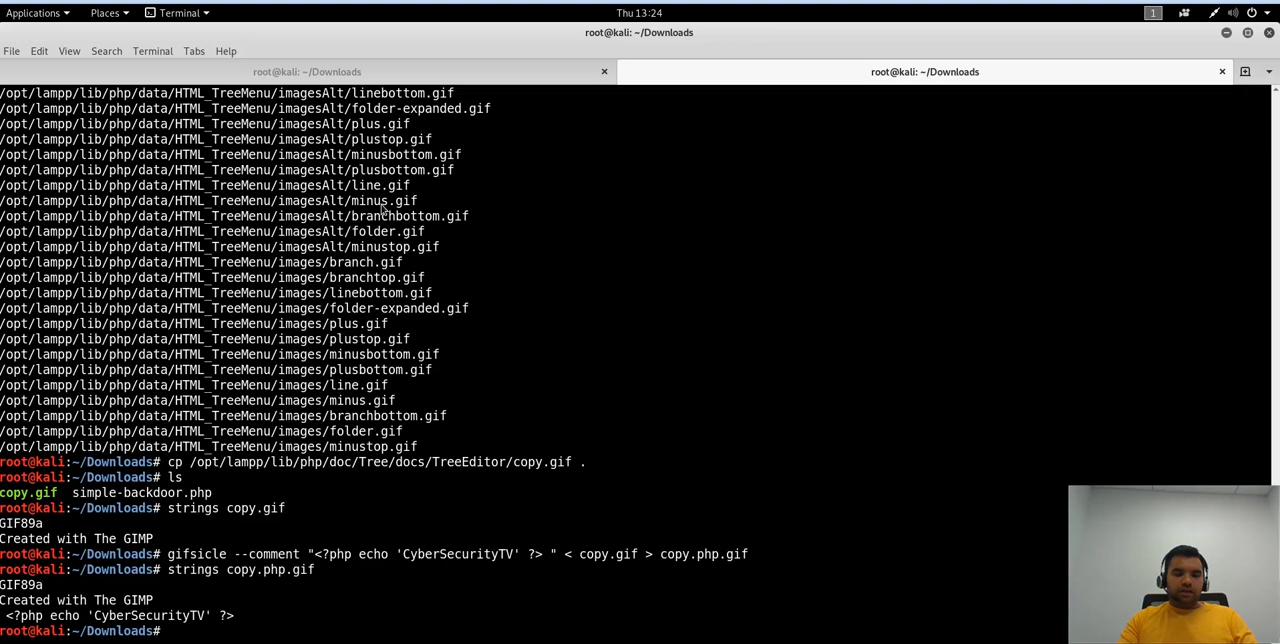 Applications Places Terminal Thu 13:24 1
root@kali: ~/Downloads
File Edit View Search Terminal Tabs Help
root@kali: ~/Downloads root@kali: ~/Downloads
/opt/lampp/lib/php/data/HTML_TreeMenu/imagesAlt/linebottom.gif
/opt/lampp/lib/php/data/HTML_TreeMenu/imagesAlt/folder-expanded.gif
/opt/lampp/lib/php/data/HTML_TreeMenu/imagesAlt/plus.gif
/opt/lampp/lib/php/data/HTML_TreeMenu/imagesAlt/plustop.gif
/opt/lampp/lib/php/data/HTML_TreeMenu/imagesAlt/minusbottom.gif
/opt/lampp/lib/php/data/HTML_TreeMenu/imagesAlt/plusbottom.gif
/opt/lampp/lib/php/data/HTML_TreeMenu/imagesAlt/line.gif
/opt/lampp/lib/php/data/HTML_TreeMenu/imagesAlt/minus.gif
/opt/lampp/lib/php/data/HTML_TreeMenu/imagesAlt/branchbottom.gif
/opt/lampp/lib/php/data/HTML_TreeMenu/imagesAlt/folder.gif
/opt/lampp/lib/php/data/HTML_TreeMenu/imagesAlt/minustop.gif
/opt/lampp/lib/php/data/HTML_TreeMenu/images/branch.gif
/opt/lampp/lib/php/data/HTML_TreeMenu/images/branchtop.gif
/opt/lampp/lib/php/data/HTML_TreeMenu/images/linebottom.gif
/opt/lampp/lib/php/data/HTML_TreeMenu/images/folder-expanded.gif
/opt/lampp/lib/php/data/HTML_TreeMenu/images/plus.gif
/opt/lampp/lib/php/data/HTML_TreeMenu/images/plustop.gif
/opt/lampp/lib/php/data/HTML_TreeMenu/images/minusbottom.gif
/opt/lampp/lib/php/data/HTML_TreeMenu/images/plusbottom.gif
/opt/lampp/lib/php/data/HTML_TreeMenu/images/line.gif
/opt/lampp/lib/php/data/HTML_TreeMenu/images/minus.gif
/opt/lampp/lib/php/data/HTML_TreeMenu/images/branchbottom.gif
/opt/lampp/lib/php/data/HTML_TreeMenu/images/folder.gif
/opt/lampp/lib/php/data/HTML_TreeMenu/images/minustop.gif
root@kali:~/Downloads# cp /opt/lampp/lib/php/doc/Tree/docs/TreeEditor/copy.gif .
root@kali:~/Downloads# ls
copy.gif simple-backdoor.php
root@kali:~/Downloads# strings copy.gif
GIF89a
Created with The GIMP
root@kali:~/Downloads# gifsicle --comment "<?php echo 'CyberSecurityTV' ?> " < copy.gif > copy.php.gif
root@kali:~/Downloads# strings copy.php.gif
GIF89a
Created with The GIMP
<?php echo 'CyberSecurityTV' ?>
root@kali:~/Downloads#